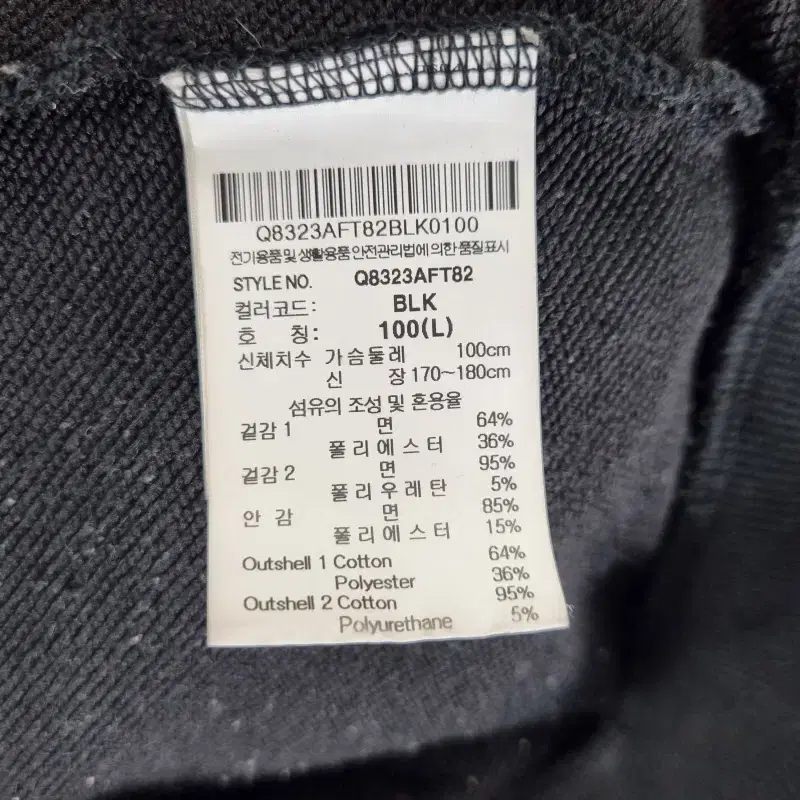 Q8323AFT82BLK0100
전기용품및 생활용품 안전관리법에 의한 품질표시
STYLE NO. Q8323AFT82
컬러코드: BLK
호 칭: 100(L)
신체치수 가슴둘레 100cm
신 장 170~180cm
섬유의 조성 및 혼용율
겉감 1 면 64%
폴리에스터 36%
겉감 2 면 95%
폴리우레탄 5%
안 감 면 85%
폴리에스터 15%
Outshell 1 Cotton 64%
Polyester 36%
Outshell 2 Cotton 95%
Polyurethane 5%